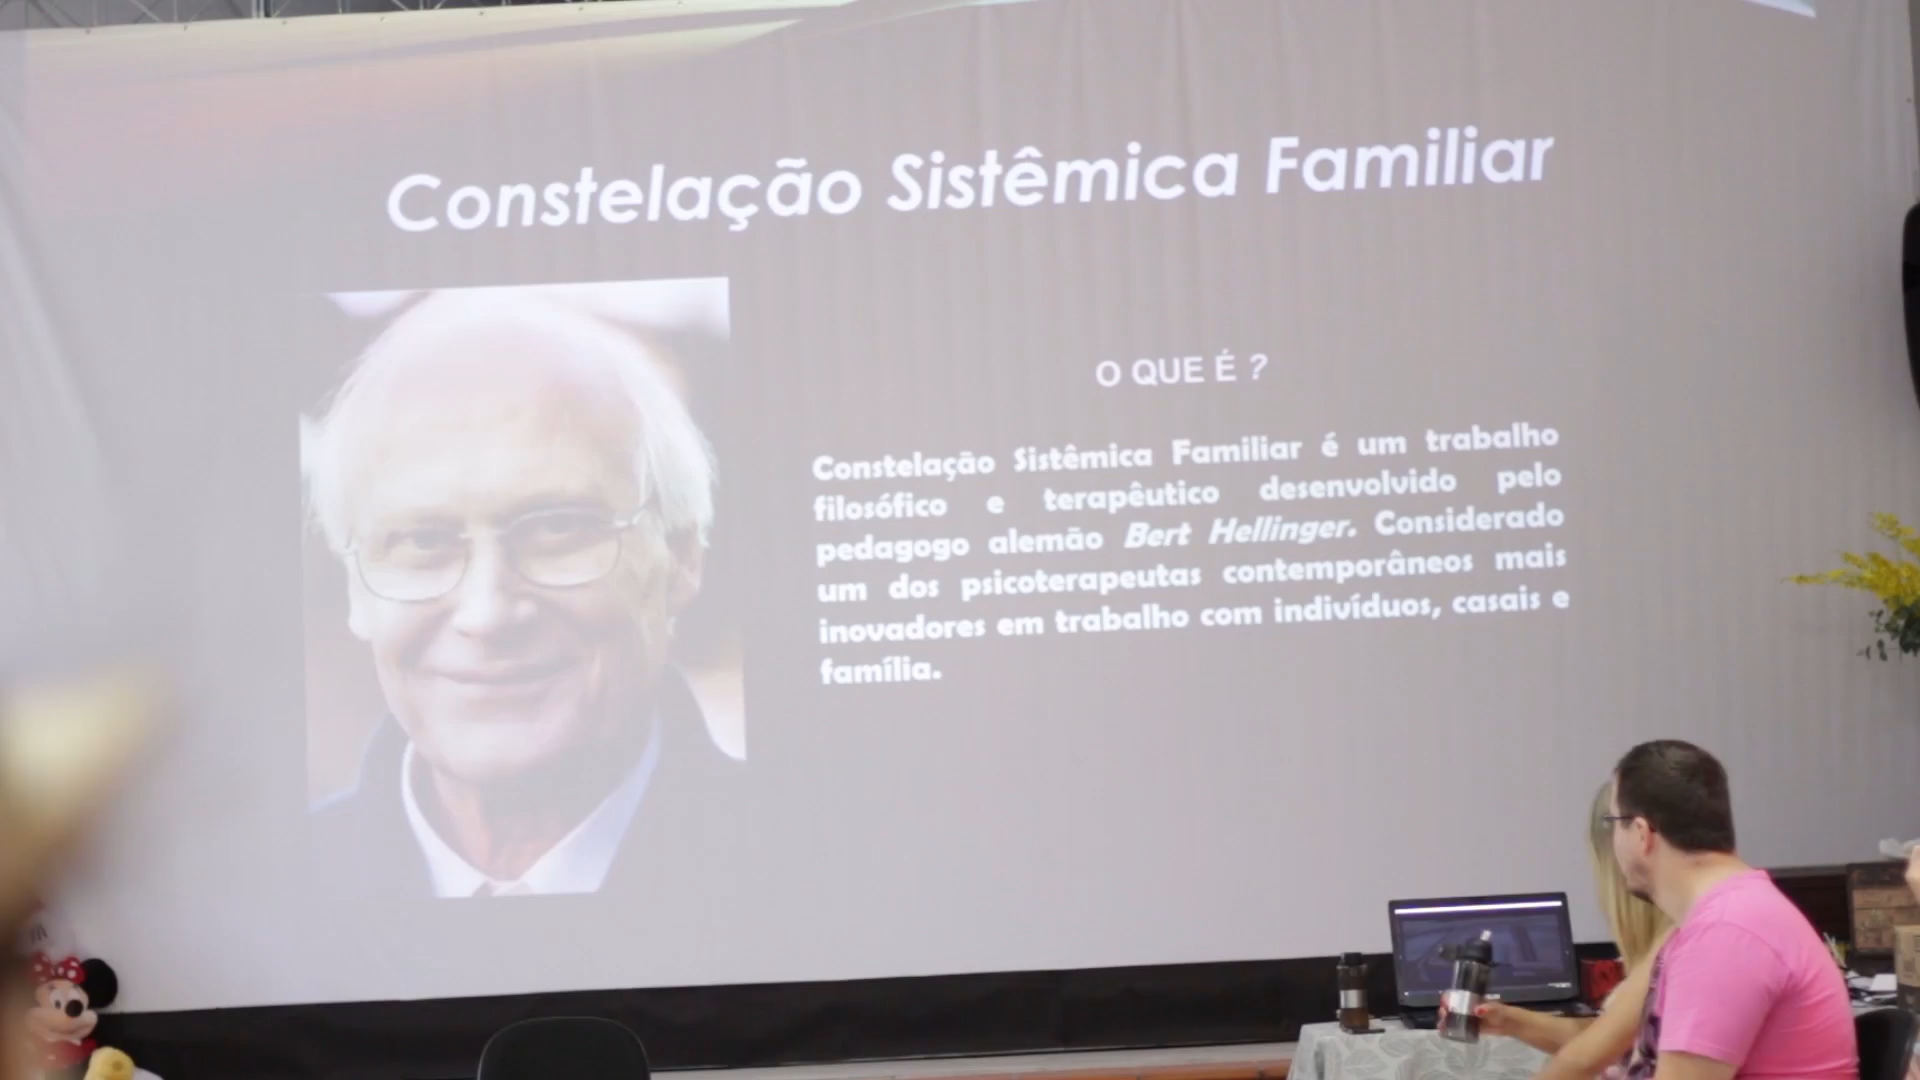 Constelação Sistêmica Familiar
O QUE É ?
Constelação Sistêmica Familiar é um trabalho
filosófico e terapêutico desenvolvido pelo
pedagogo alemão Bert Hellinger. Considerado
um dos psicoterapeutas contemporâneos mais
inovadores em trabalho com indivíduos, casais e
família.